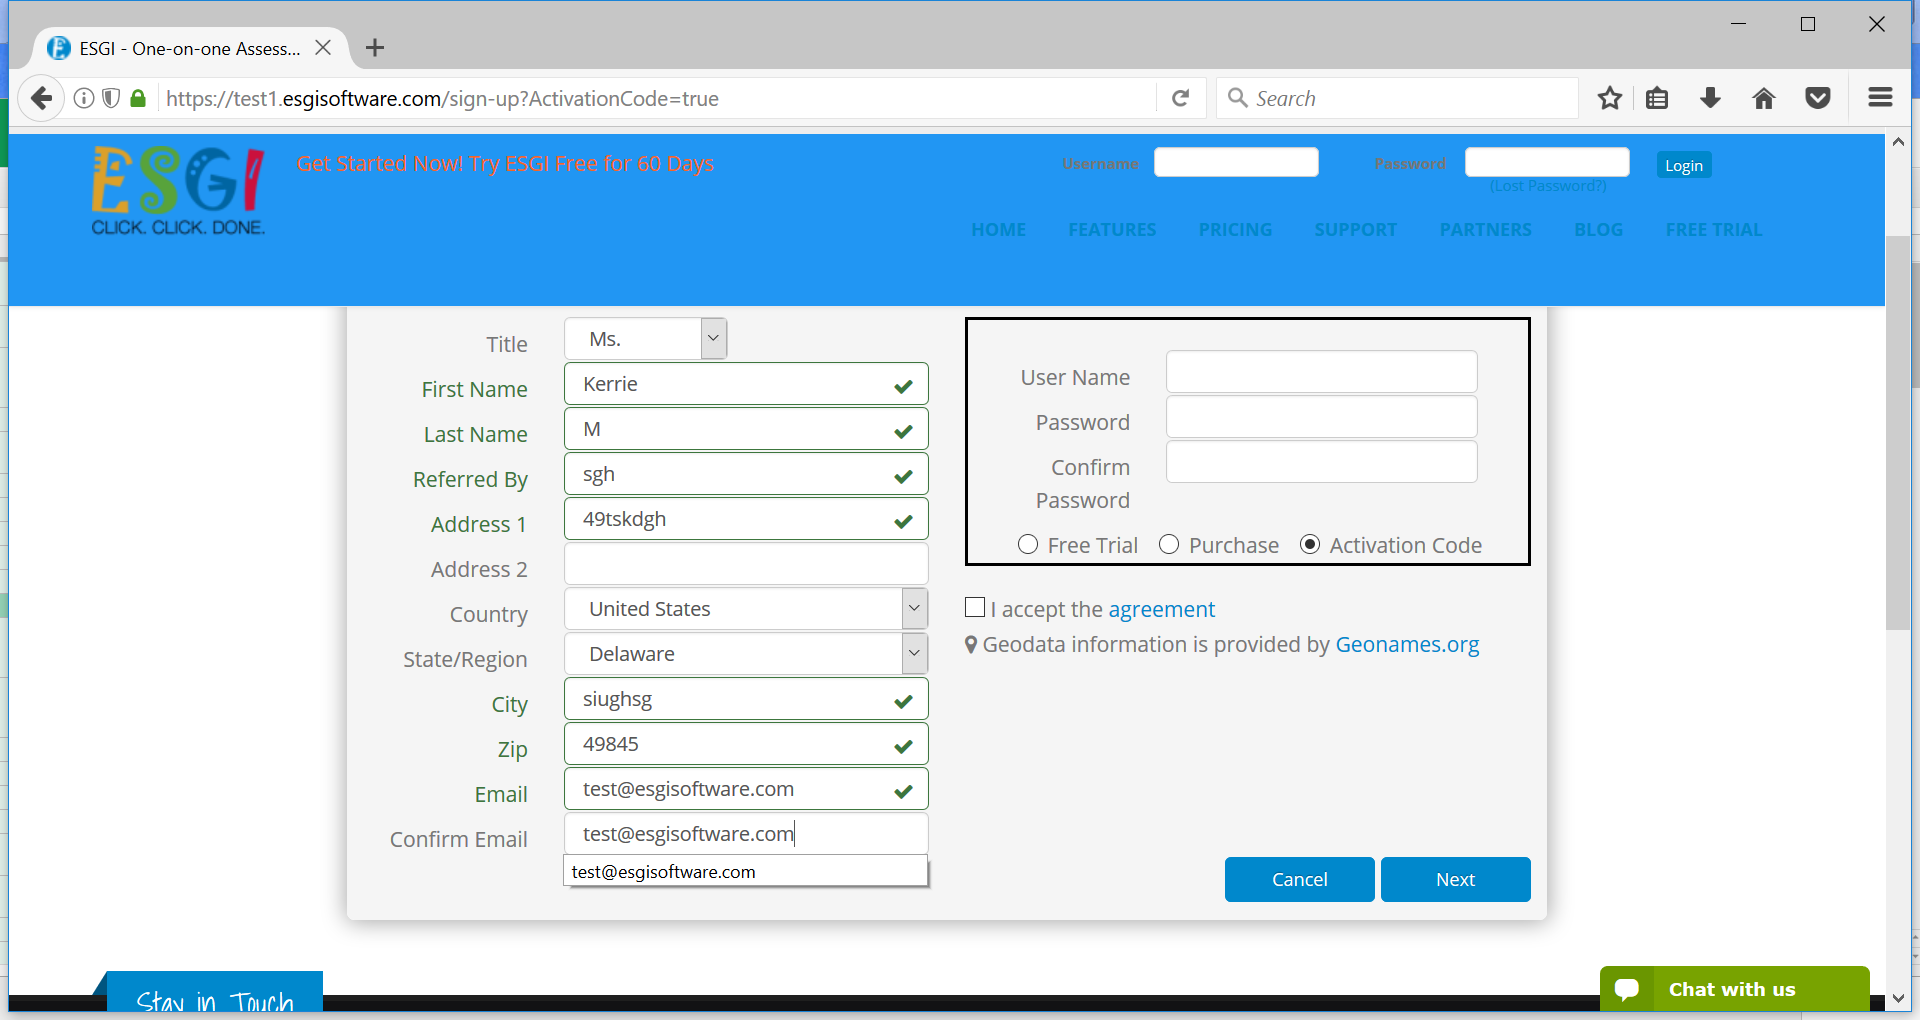 ESGI - One-on-one Assess...
https://test1.esgisoftware.com/sign-up?ActivationCode=true
Search
ESGI
CLICK. CLICK. DONE.
Get Started Now! Try ESGI Free for 60 Days
Username
Password
Login
(Lost Password?)
HOME FEATURES PRICING SUPPORT PARTNERS BLOG FREE TRIAL
Title Ms.
First Name Kerrie
Last Name M
Referred By sgh
Address 1 49tskdgh
Address 2
Country United States
State/Region Delaware
City siughsg
Zip 49845
Email test@esgisoftware.com
Confirm Email test@esgisoftware.com
test@esgisoftware.com
User Name
Password
Confirm
Password
Free Trial Purchase Activation Code
I accept the agreement
Geodata information is provided by Geonames.org
Cancel Next
Stay in Touch
Chat with us